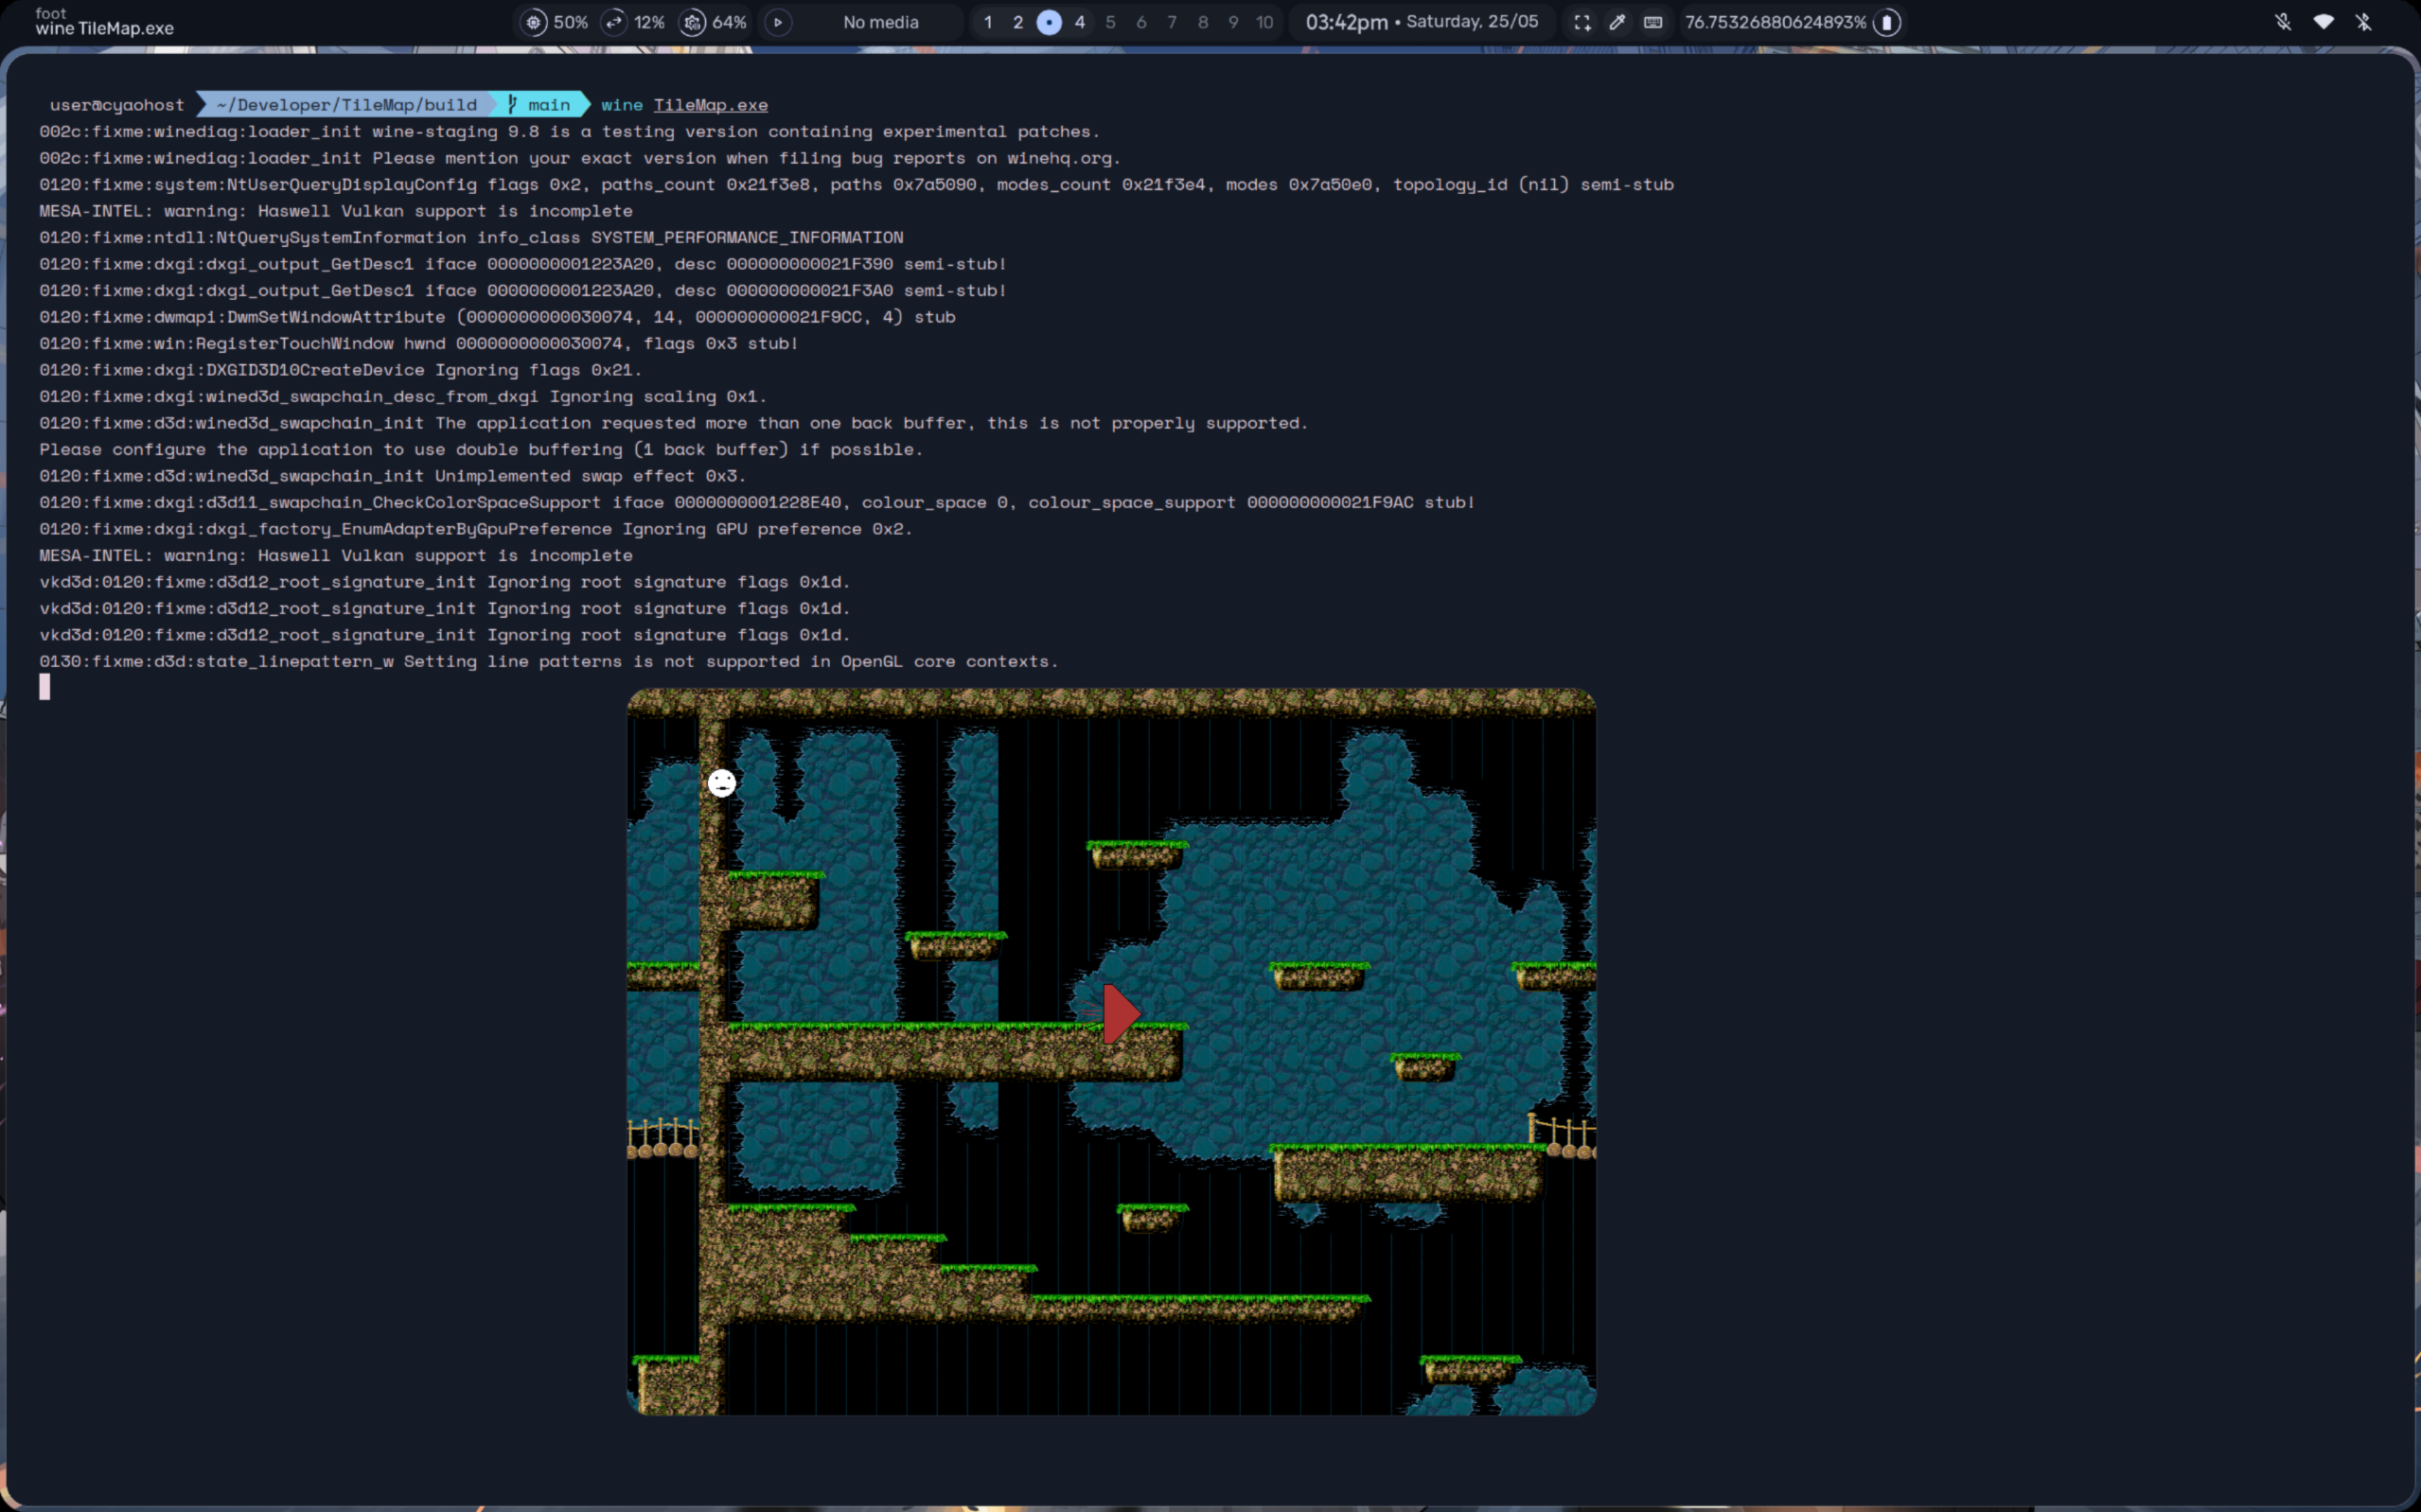 foot
wine TileMap.exe
50% 12% 64% No media 1 2 4 5 6 7 8 9 10 03:42pm • Saturday, 25/05 76.75326880624893%
user@cyaohost ~/Developer/TileMap/build main wine TileMap.exe
002c:fixme:winediag:loader_init wine-staging 9.8 is a testing version containing experimental patches.
002c:fixme:winediag:loader_init Please mention your exact version when filing bug reports on winehq.org.
0120:fixme:system:NtUserQueryDisplayConfig flags 0x2, paths_count 0x21f3e8, paths 0x7a5090, modes_count 0x21f3e4, modes 0x7a50e0, topology_id (nil) semi-stub
MESA-INTEL: warning: Haswell Vulkan support is incomplete
0120:fixme:ntdll:NtQuerySystemInformation info_class SYSTEM_PERFORMANCE_INFORMATION
0120:fixme:dxgi:dxgi_output_GetDesc1 iface 0000000001223A20, desc 000000000021F390 semi-stub!
0120:fixme:dxgi:dxgi_output_GetDesc1 iface 0000000001223A20, desc 000000000021F3A0 semi-stub!
0120:fixme:dwmapi:DwmSetWindowAttribute (0000000000030074, 14, 000000000021F9CC, 4) stub
0120:fixme:win:RegisterTouchWindow hwnd 0000000000030074, flags 0x3 stub!
0120:fixme:dxgi:DXGID3D10CreateDevice Ignoring flags 0x21.
0120:fixme:dxgi:wined3d_swapchain_desc_from_dxgi Ignoring scaling 0x1.
0120:fixme:d3d:wined3d_swapchain_init The application requested more than one back buffer, this is not properly supported.
Please configure the application to use double buffering (1 back buffer) if possible.
0120:fixme:d3d:wined3d_swapchain_init Unimplemented swap effect 0x3.
0120:fixme:dxgi:d3d11_swapchain_CheckColorSpaceSupport iface 0000000001228E40, colour_space 0, colour_space_support 000000000021F9AC stub!
0120:fixme:dxgi:dxgi_factory_EnumAdapterByGpuPreference Ignoring GPU preference 0x2.
MESA-INTEL: warning: Haswell Vulkan support is incomplete
vkd3d:0120:fixme:d3d12_root_signature_init Ignoring root signature flags 0x1d.
vkd3d:0120:fixme:d3d12_root_signature_init Ignoring root signature flags 0x1d.
vkd3d:0120:fixme:d3d12_root_signature_init Ignoring root signature flags 0x1d.
0130:fixme:d3d:state_linepattern_w Setting line patterns is not supported in OpenGL core contexts.